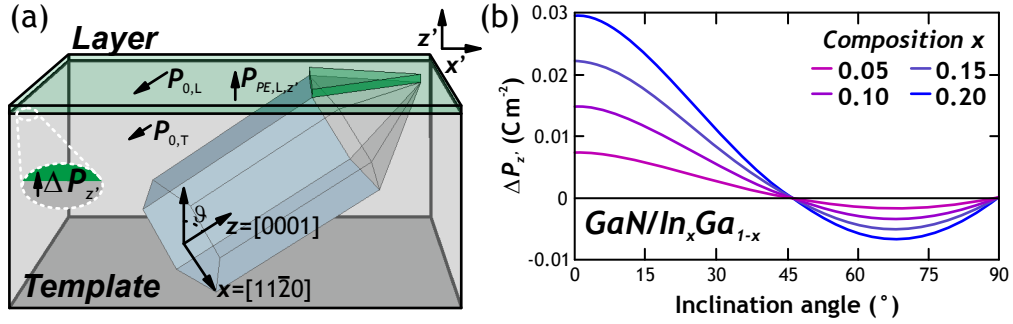 (a)
Layer
z'
x'
P0,L
PPE,L,z'
P0,T
ΔPz'
ϑ
z=[0001]
x=[112̄0]
Template
(b)
0.03
0.02
0.01
0
-0.01
ΔPz' (C m-2)
Composition x
0.05 0.15
0.10 0.20
GaN/InxGa1-x
0 15 30 45 60 75 90
Inclination angle (°)